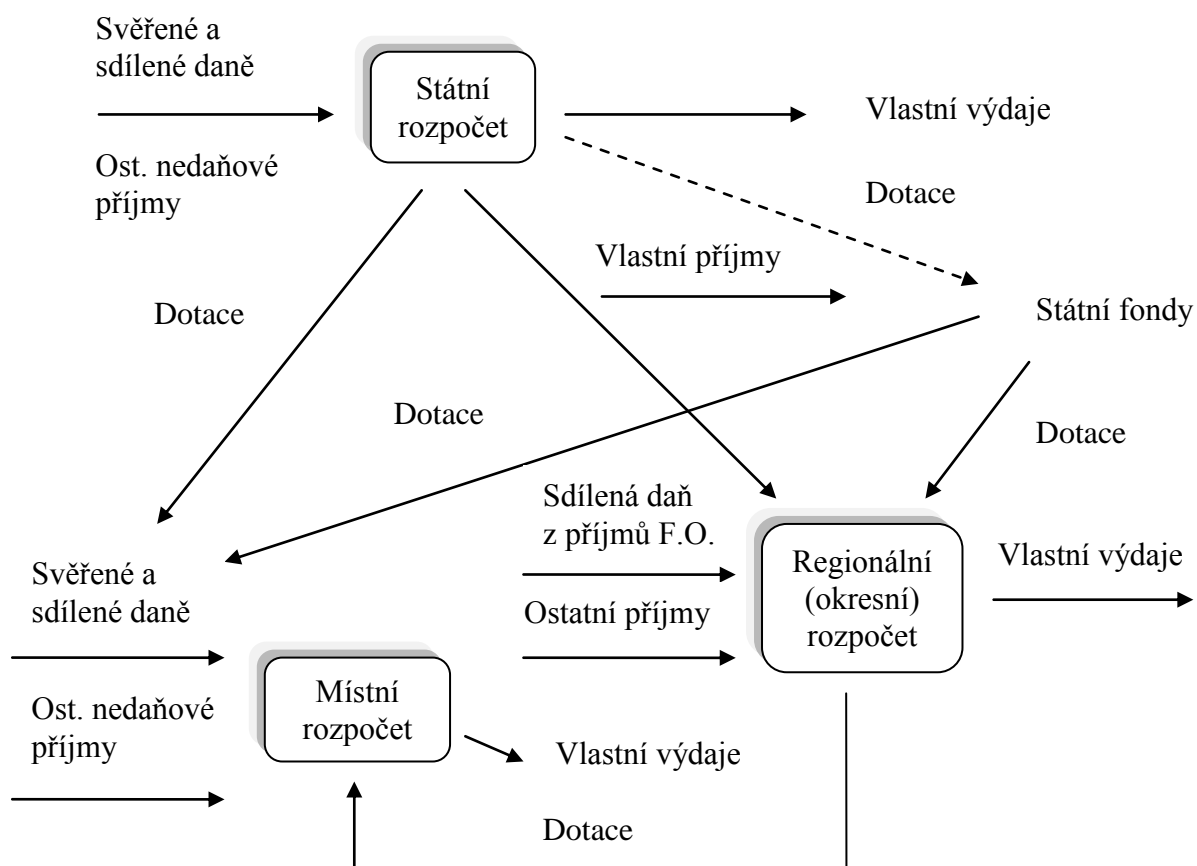 Svěřené a
sdílené daně
Státní
rozpočet
Vlastní výdaje
Ost. nedaňové
příjmy
Dotace
Vlastní příjmy
Dotace
Státní fondy
Dotace
Dotace
Sdílená daň
z příjmů F.O.
Regionální
(okresní)
rozpočet
Vlastní výdaje
Svěřené a
sdílené daně
Ostatní příjmy
Místní
rozpočet
Ost. nedaňové
příjmy
Vlastní výdaje
Dotace